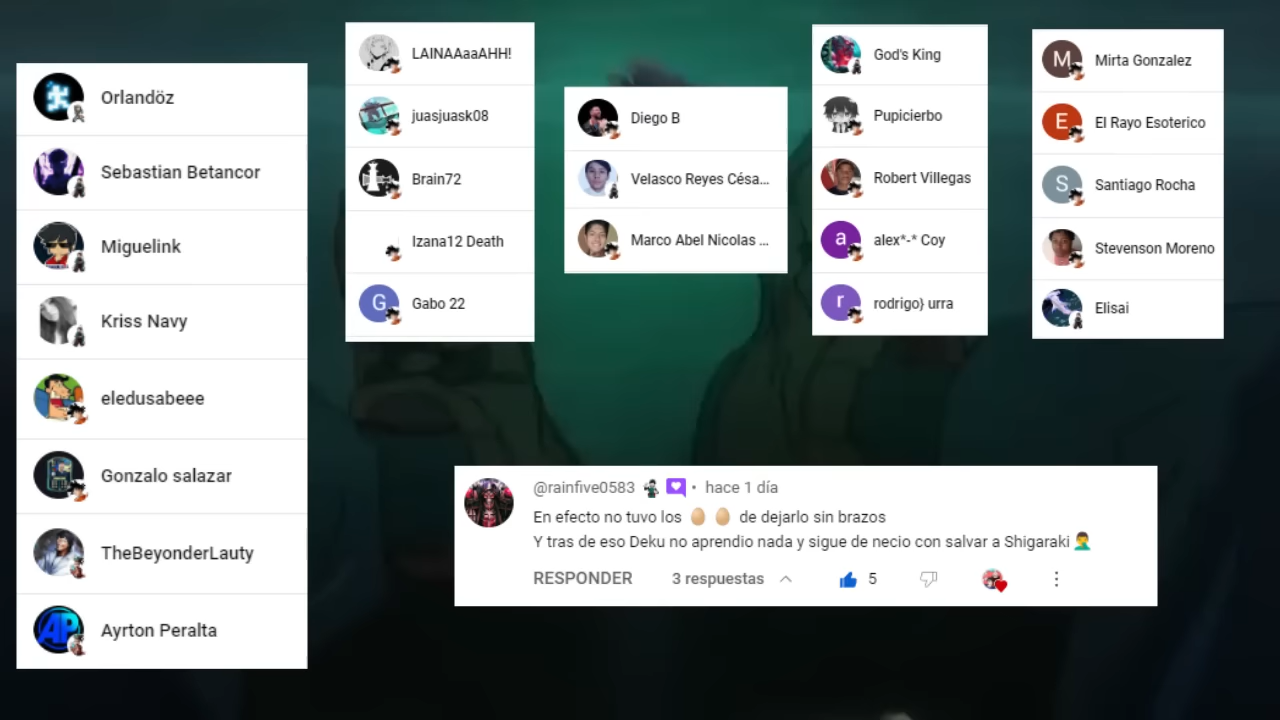 Orlandöz
Sebastian Betancor
Miguelink
Kriss Navy
eledusabeee
Gonzalo salazar
TheBeyonderLauty
AP
Ayrton Peralta
LAINAAaaAHH!
juasjuask08
Brain72
Izana12 Death
G
Gabo 22
Diego B
Velasco Reyes Césa...
Marco Abel Nicolas ...
God's King
Pupicierbo
Robert Villegas
a
alex*-* Coy
r
rodrigo} urra
M
Mirta Gonzalez
E
El Rayo Esoterico
S
Santiago Rocha
Stevenson Moreno
Elisai
@rainfive0583 • hace 1 día
En efecto no tuvo los 🥚 🥚 de dejarlo sin brazos
Y tras de eso Deku no aprendio nada y sigue de necio con salvar a Shigaraki 🤦‍♂️
RESPONDER 3 respuestas 5